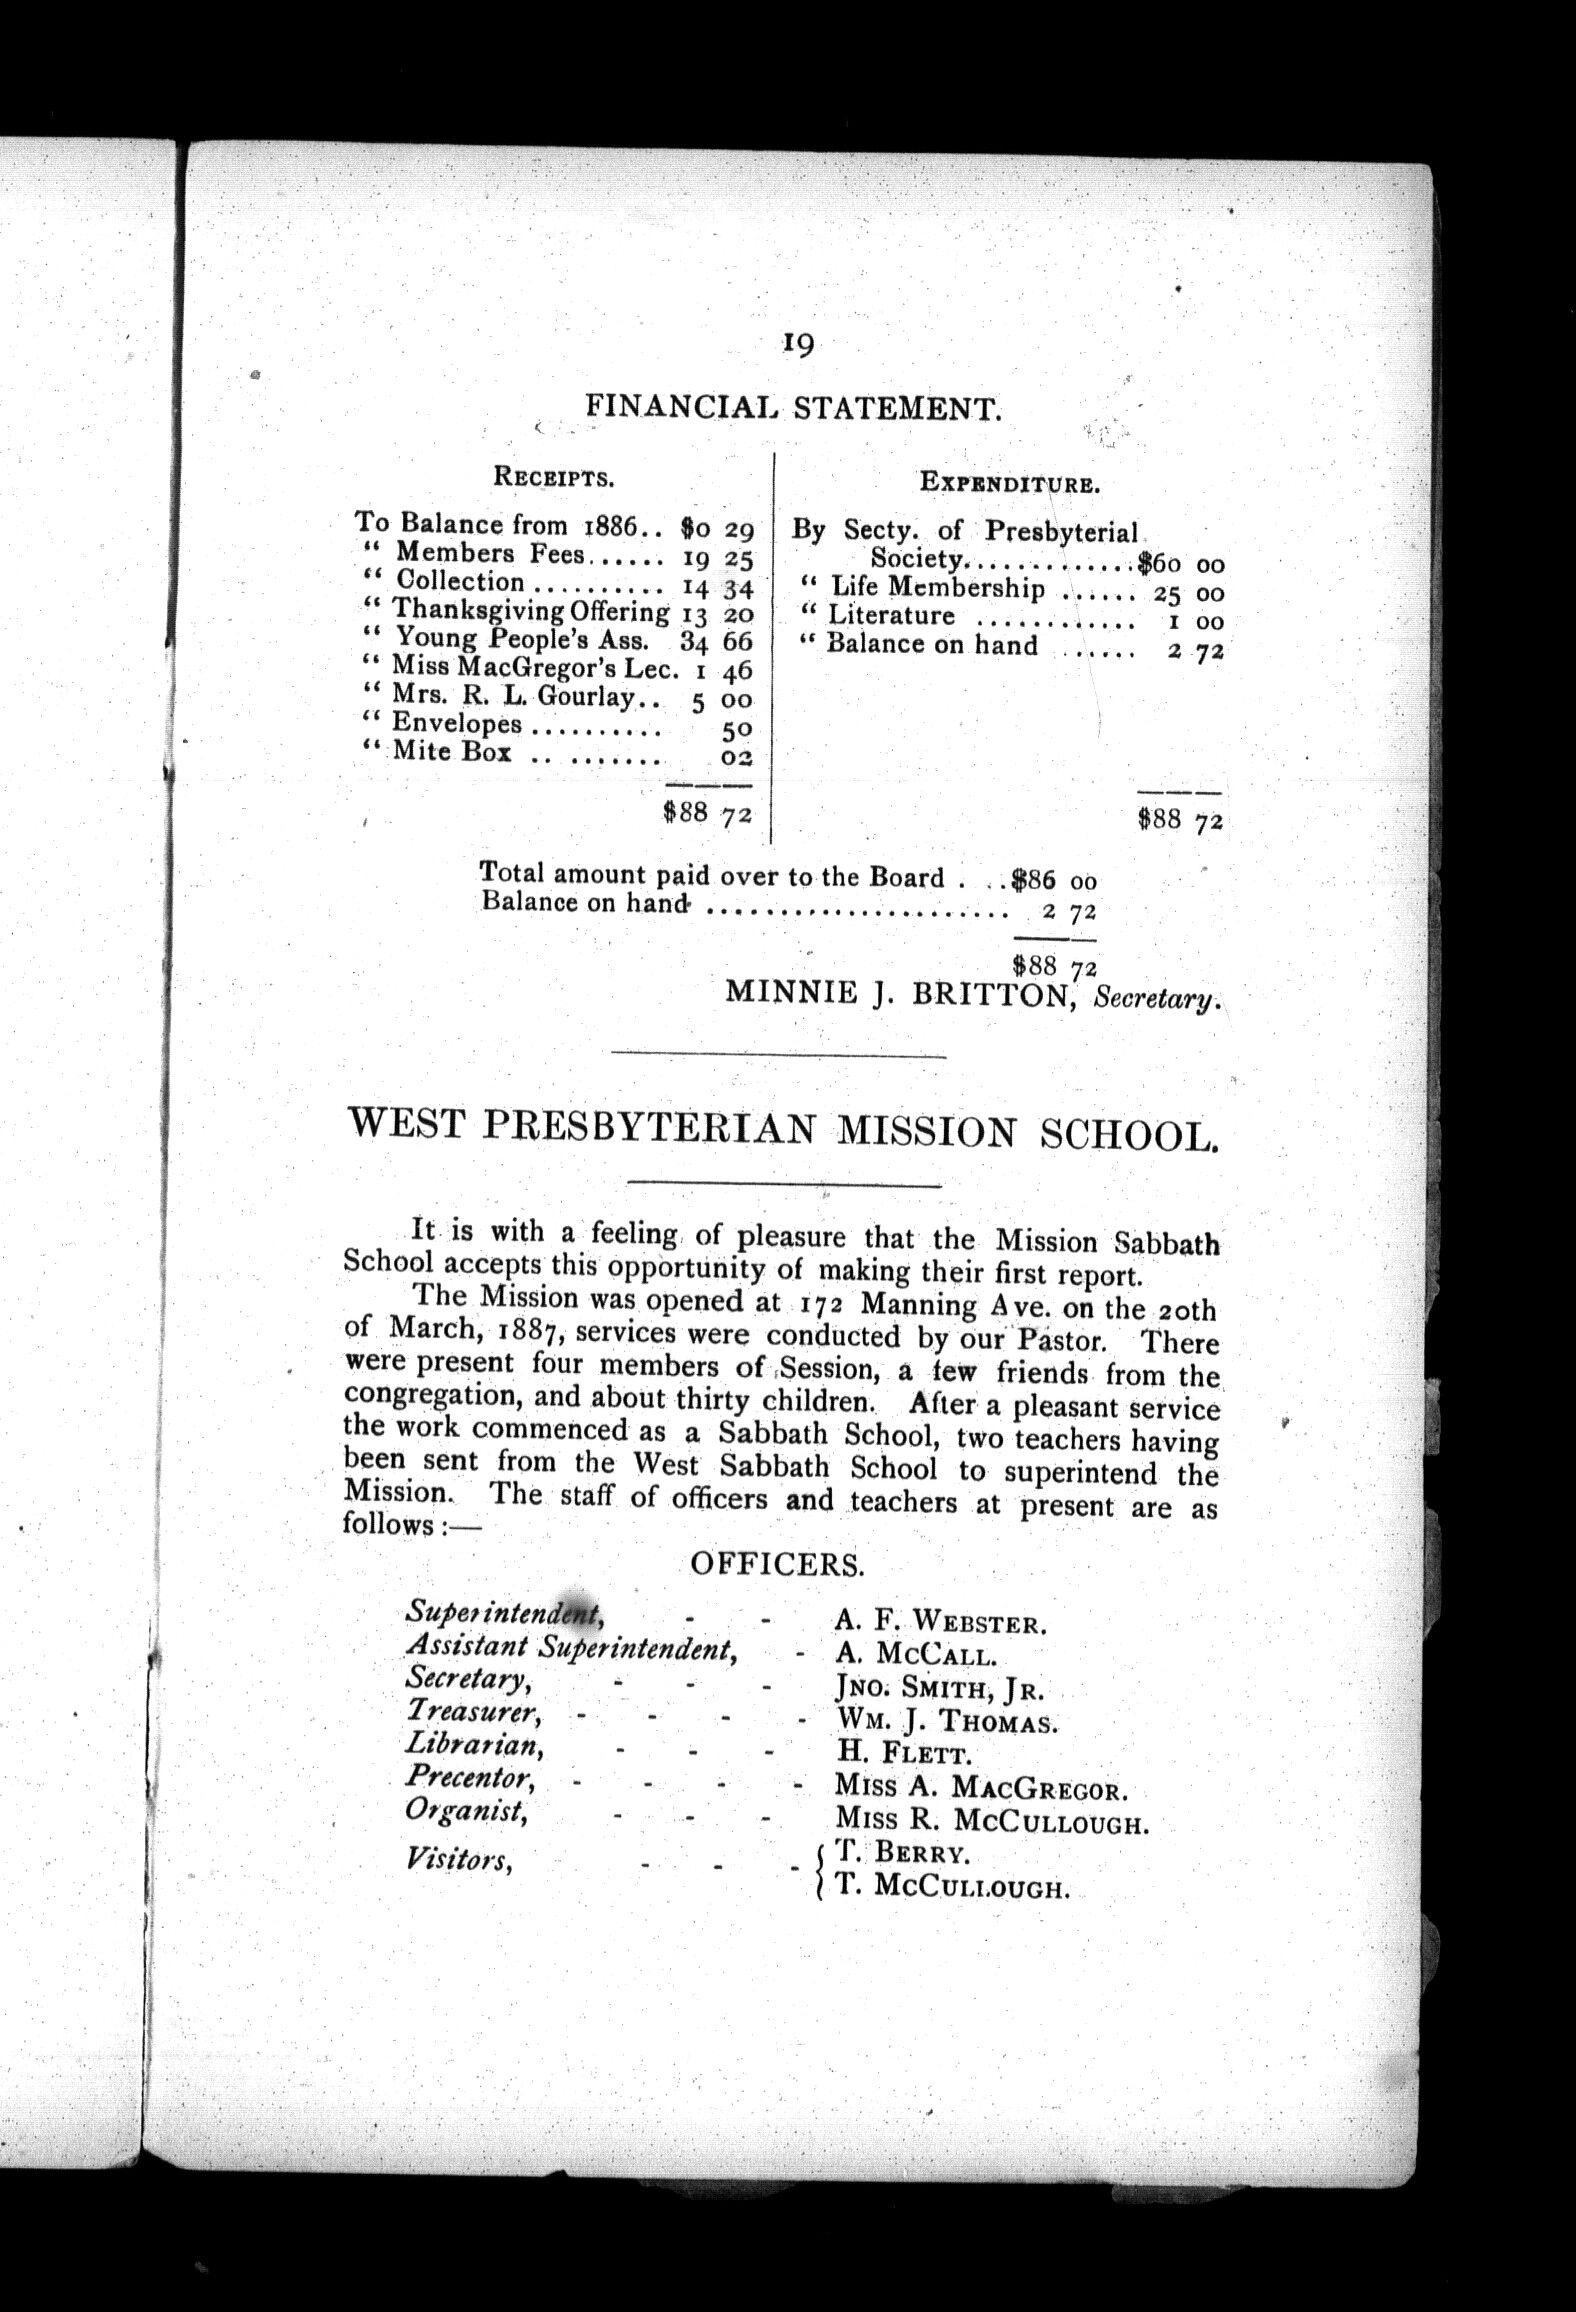 19
FINANCIAL STATEMENT.
RECEIPTS.
To Balance from 1886.. $0 29
“ Members Fees...... 19 25
“ Collection .......... 14 34
“ Thanksgiving Offering 13 20
“ Young People's Ass. 34 66
“ Miss MacGregor's Lec. 1 46
“ Mrs. R. L. Gourlay.. 5 00
“ Envelopes .......... 50
“ Mite Box .. ....... 02
$88 72
EXPENDITURE.
By Secty. of Presbyterial
Society.............$60 00
“ Life Membership ...... 25 00
“ Literature ............ 1 00
“ Balance on hand ...... 2 72
$88 72
Total amount paid over to the Board . ..$86 00
Balance on hand ....................... 2 72
$88 72
MINNIE J. BRITTON, Secretary.
WEST PRESBYTERIAN MISSION SCHOOL.
It is with a feeling of pleasure that the Mission Sabbath
School accepts this opportunity of making their first report.
The Mission was opened at 172 Manning Ave. on the 20th
of March, 1887, services were conducted by our Pastor. There
were present four members of Session, a few friends from the
congregation, and about thirty children. After a pleasant service
the work commenced as a Sabbath School, two teachers having
been sent from the West Sabbath School to superintend the
Mission. The staff of officers and teachers at present are as
follows :—
OFFICERS.
Superintendent, - - A. F. WEBSTER.
Assistant Superintendent, - A. MCCALL.
Secretary, - - - JNO. SMITH, JR.
Treasurer, - - - - WM. J. THOMAS.
Librarian, - - - H. FLETT.
Precentor, - - - - MISS A. MACGREGOR.
Organist, - - - MISS R. MCCULLOUGH.
Visitors, - - - { T. BERRY.
T. MCCULLOUGH.